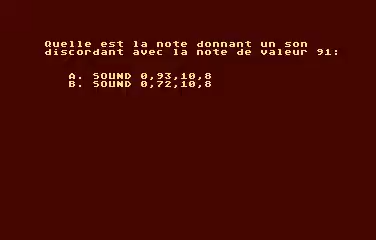 Quelle est la note donnant un son
discordant avec la note de valeur 91:
A. SOUND 0,93,10,8
B. SOUND 0,72,10,8